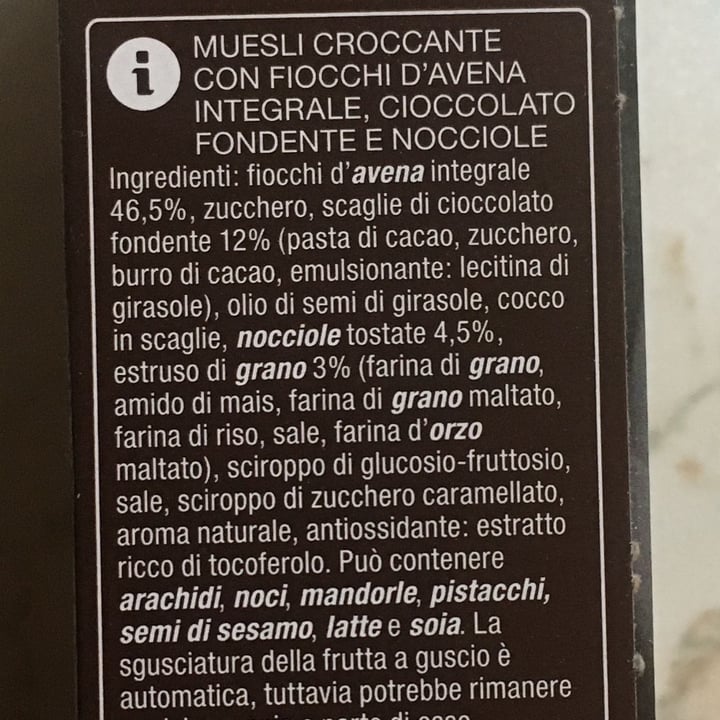 MUESLI CROCCANTE
CON FIOCCHI D'AVENA
INTEGRALE, CIOCCOLATO
FONDENTE E NOCCIOLE
Ingredienti: fiocchi d'avena integrale
46,5%, zucchero, scaglie di cioccolato
fondente 12% (pasta di cacao, zucchero,
burro di cacao, emulsionante: lecitina di
girasole), olio di semi di girasole, cocco
in scaglie, nocciole tostate 4,5%,
estruso di grano 3% (farina di grano,
amido di mais, farina di grano maltato,
farina di riso, sale, farina d'orzo
maltato), sciroppo di glucosio-fruttosio,
sale, sciroppo di zucchero caramellato,
aroma naturale, antiossidante: estratto
ricco di tocoferolo. Può contenere
arachidi, noci, mandorle, pistacchi,
semi di sesamo, latte e soia. La
sgusciatura della frutta a guscio è
automatica, tuttavia potrebbe rimanere